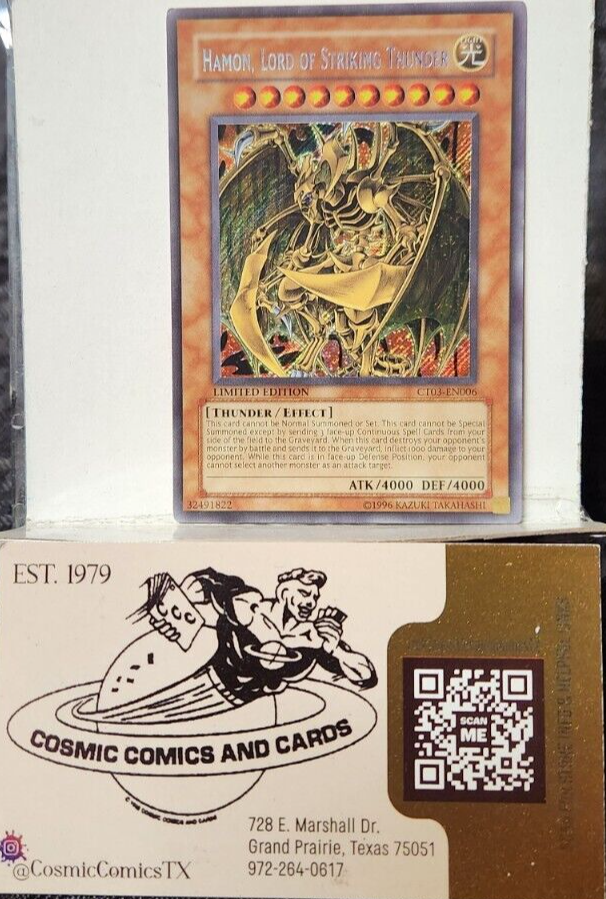 HAMON, LORD OF STRIKING THUNDER
LIGHT
光
LIMITED EDITION CT03-EN006
[THUNDER/EFFECT]
This card cannot be Normal Summoned or Set. This card cannot be Special
Summoned except by sending 3 face-up Continuous Spell Cards from your
side of the field to the Graveyard. When this card destroys your opponent's
monster by battle and sends it to the Graveyard, inflict 1000 damage to your
opponent. While this card is in face-up Defense Position, your opponent
cannot select another monster as an attack target.
ATK/4000 DEF/4000
32491822 ©1996 KAZUKI TAKAHASHI
EST. 1979
COSMIC COMICS AND CARDS
SCAN
ME
728 E. Marshall Dr.
Grand Prairie, Texas 75051
972-264-0617
@CosmicComicsTX